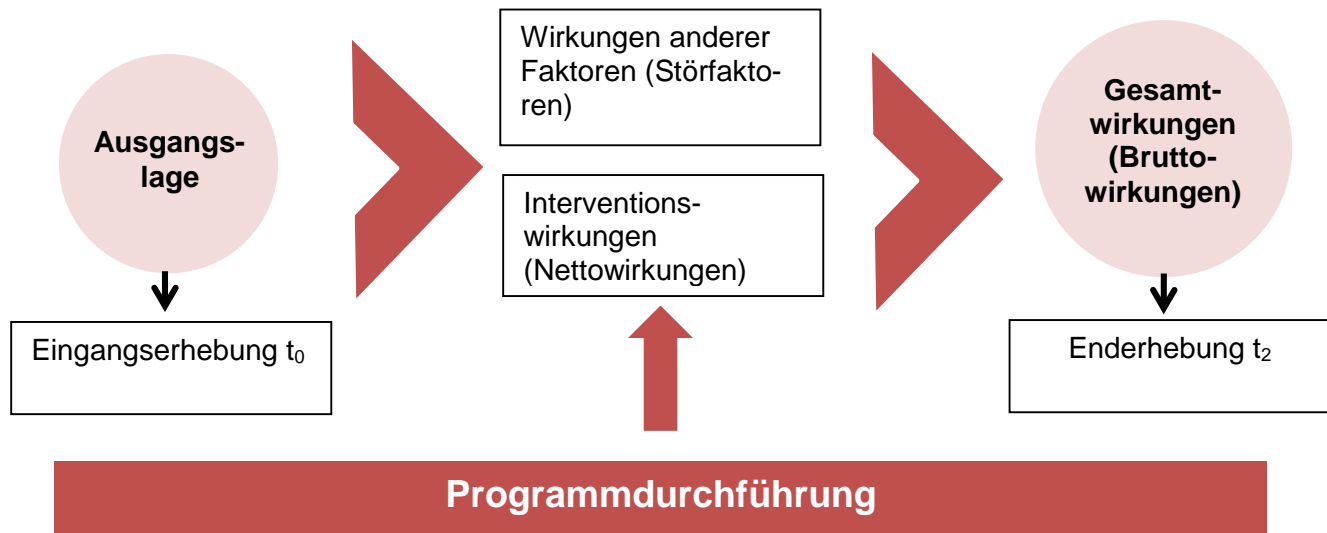 Ausgangs-
lage
Eingangserhebung t₀
Wirkungen anderer
Faktoren (Störfakto-
ren)
Interventions-
wirkungen
(Nettowirkungen)
Gesamt-
wirkungen
(Brutto-
wirkungen)
Enderhebung t₂
Programmdurchführung